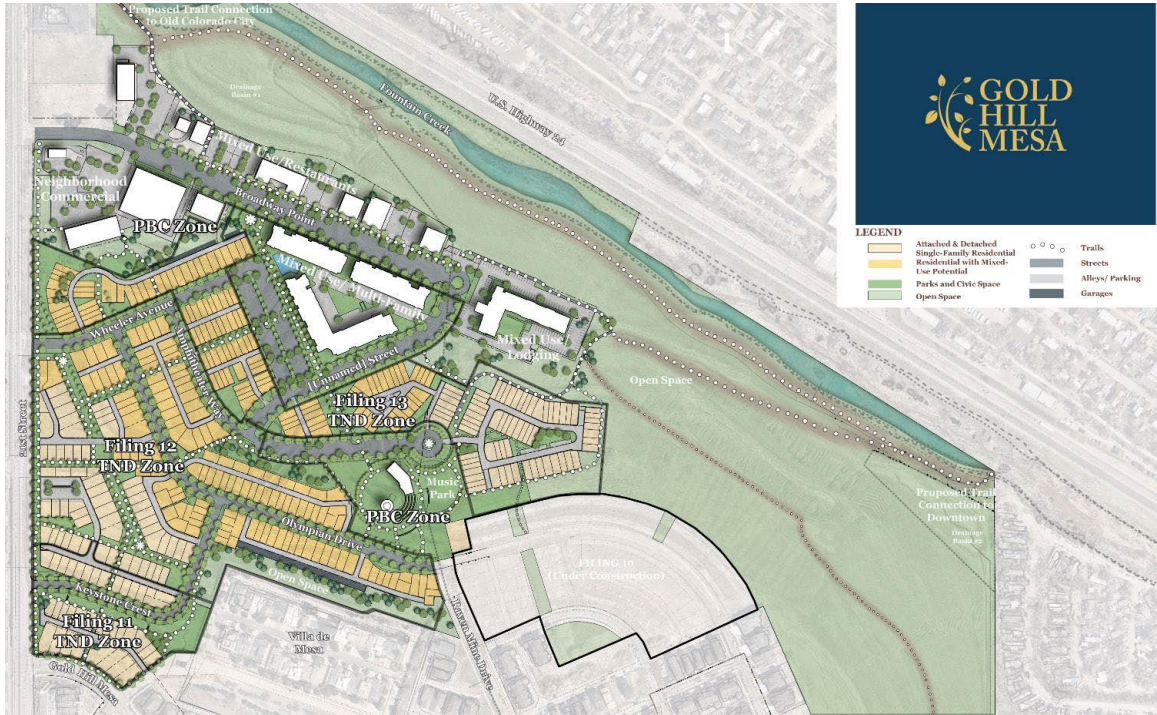 Proposed Trail Connection
to Old Colorado City
Drainage
Basin #1
Fountain Creek
U.S. Highway 24
GOLD
HILL
MESA
LEGEND
Attached & Detached
Single-Family Residential
Residential with Mixed-
Use Potential
Parks and Civic Space
Open Space
Trails
Streets
Alleys/ Parking
Garages
Neighborhood
Commercial
Mixed Use/Restaurants
Broadway Point
PBC Zone
Mixed Use/ Multi-Family
Wheeler Avenue
Amphitheater Way
[Unnamed] Street
Mixed Use/
Lodging
Open Space
21st Street
Filing 13
TND Zone
Filing 12
TND Zone
Music
Park
PBC Zone
Olympian Drive
Proposed Trail
Connection to
Downtown
Drainage
Basin #2
FILING 10
(Under Construction)
Open Space
Keystone Crest
Filing 11
TND Zone
Villa de
Mesa
Raven Mine Drive
Gold Hill Mesa